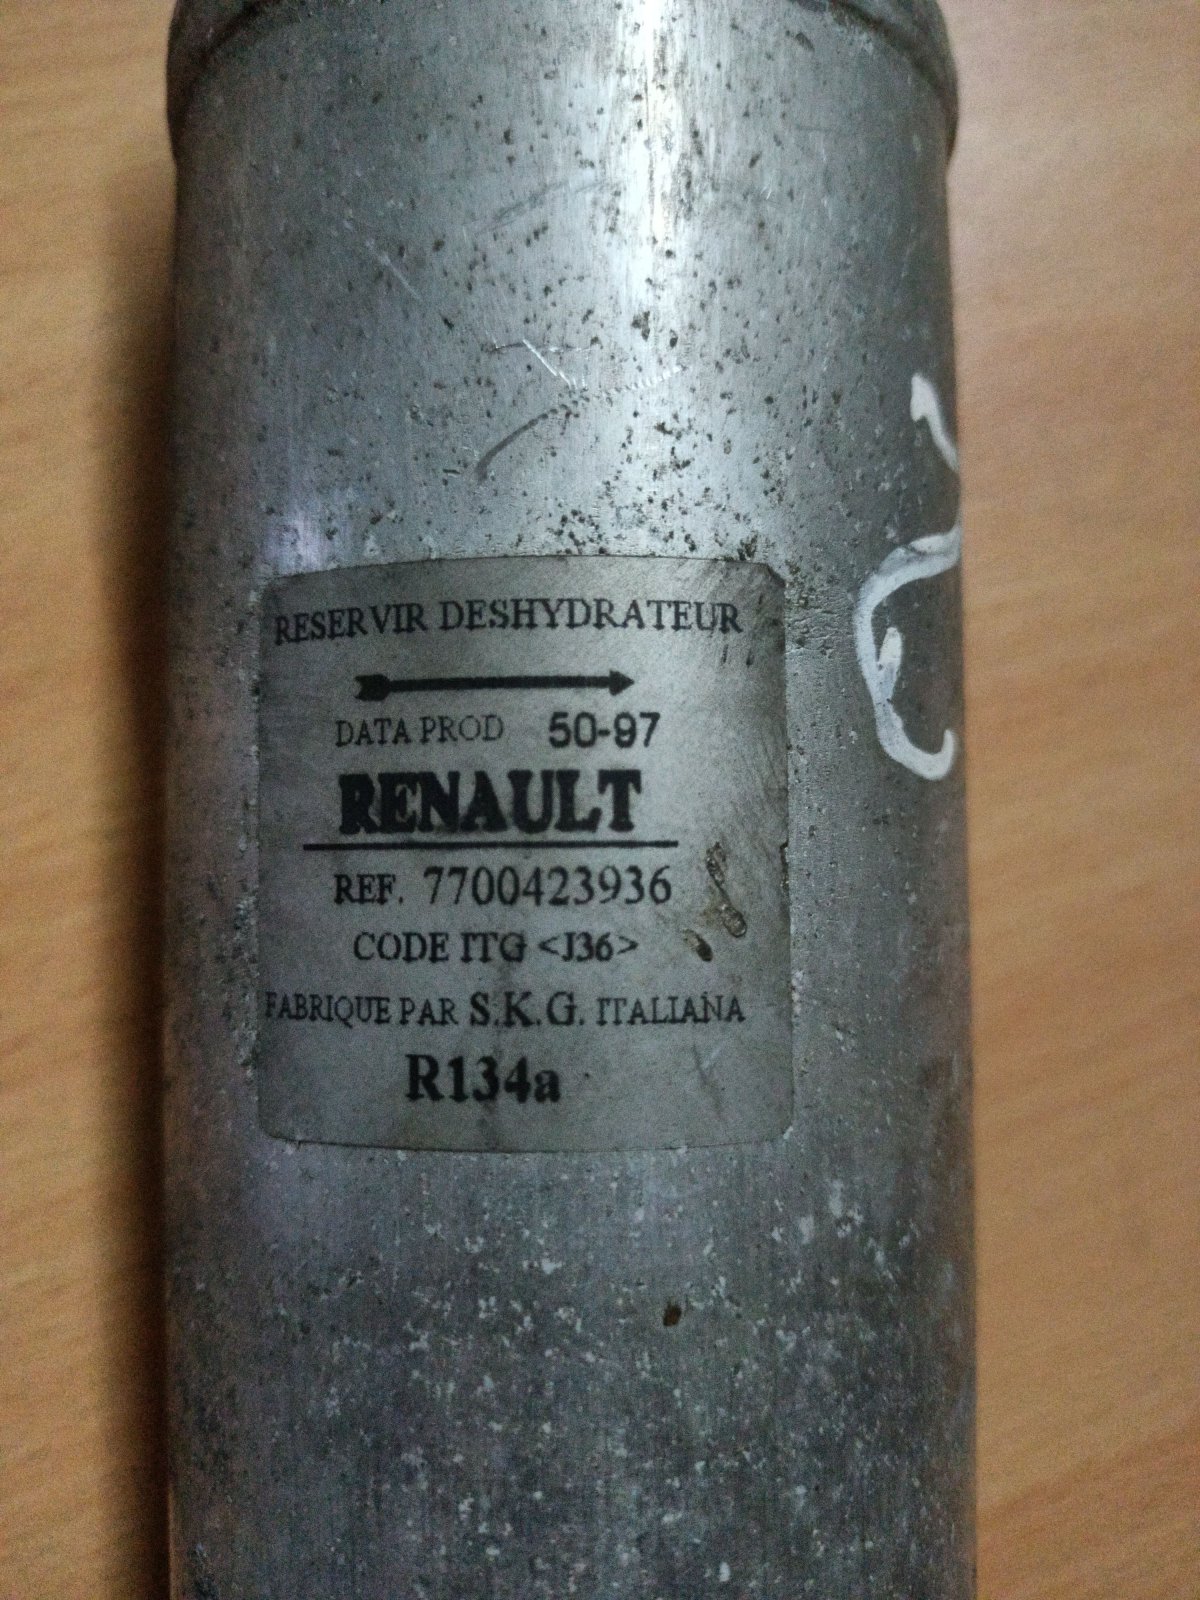 RESERVIR DESHYDRATEUR
DATA PROD 50-97
RENAULT
REF. 7700423936
CODE ITG <J36>
FABRIQUE PAR S.K.G. ITALIANA
R134a